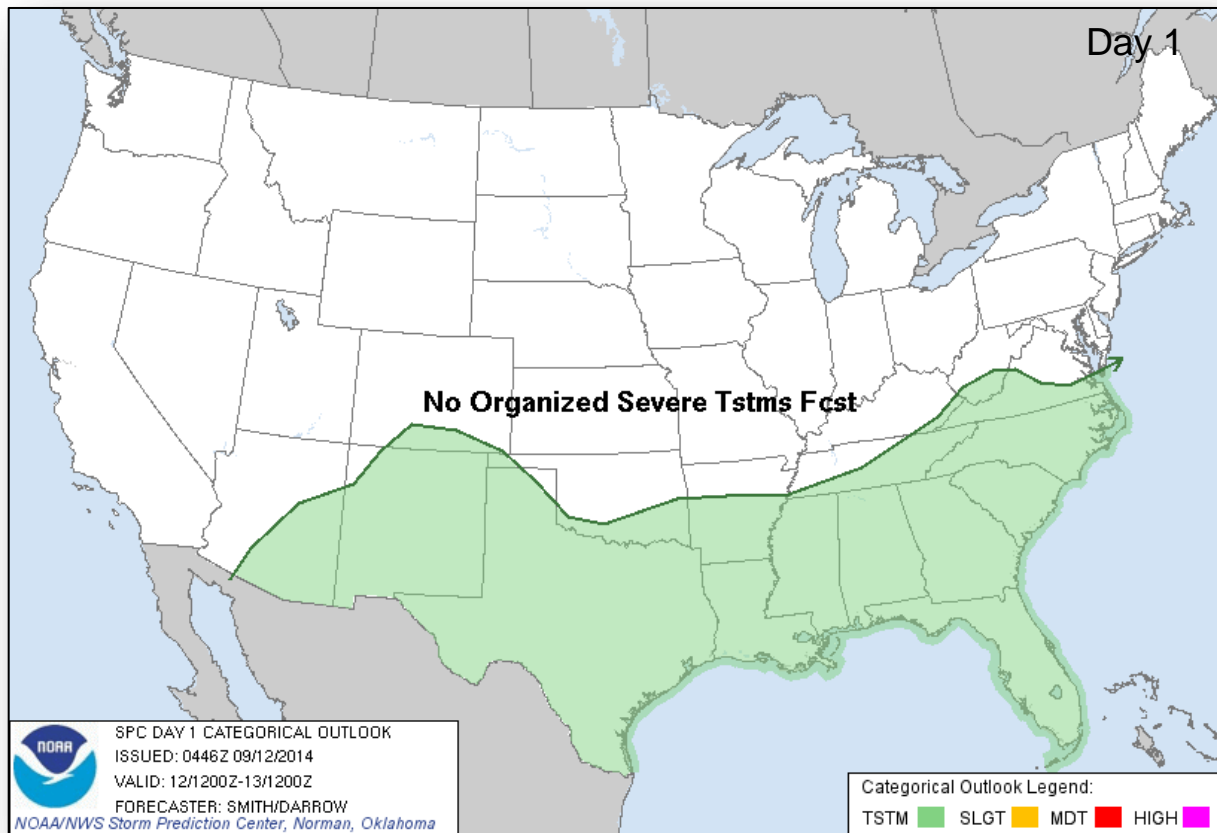 Day 1
No Organized Severe Tstms Fcst
NOAA
SPC DAY 1 CATEGORICAL OUTLOOK
ISSUED: 0446Z 09/12/2014
VALID: 12/1200Z-13/1200Z
FORECASTER: SMITH/DARROW
NOAA/NWS Storm Prediction Center, Norman, Oklahoma
Categorical Outlook Legend:
TSTM SLGT MDT HIGH